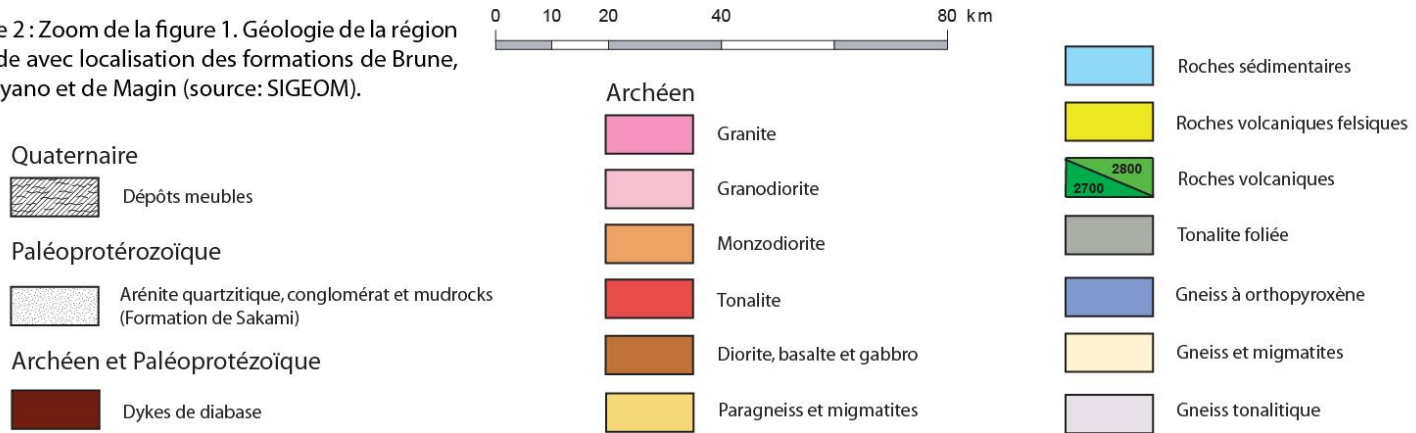 e 2 : Zoom de la figure 1. Géologie de la région
de avec localisation des formations de Brune,
yano et de Magin (source: SIGEOM).
0 10 20 40 80 km
Quaternaire
Dépôts meubles
Paléoprotérozoïque
Arénite quartzitique, conglomérat et mudrocks
(Formation de Sakami)
Archéen et Paléoprotézoïque
Dykes de diabase
Archéen
Granite
Granodiorite
Monzodiorite
Tonalite
Diorite, basalte et gabbro
Paragneiss et migmatites
Roches sédimentaires
Roches volcaniques felsiques
2800
2700
Roches volcaniques
Tonalite foliée
Gneiss à orthopyroxène
Gneiss et migmatites
Gneiss tonalitique